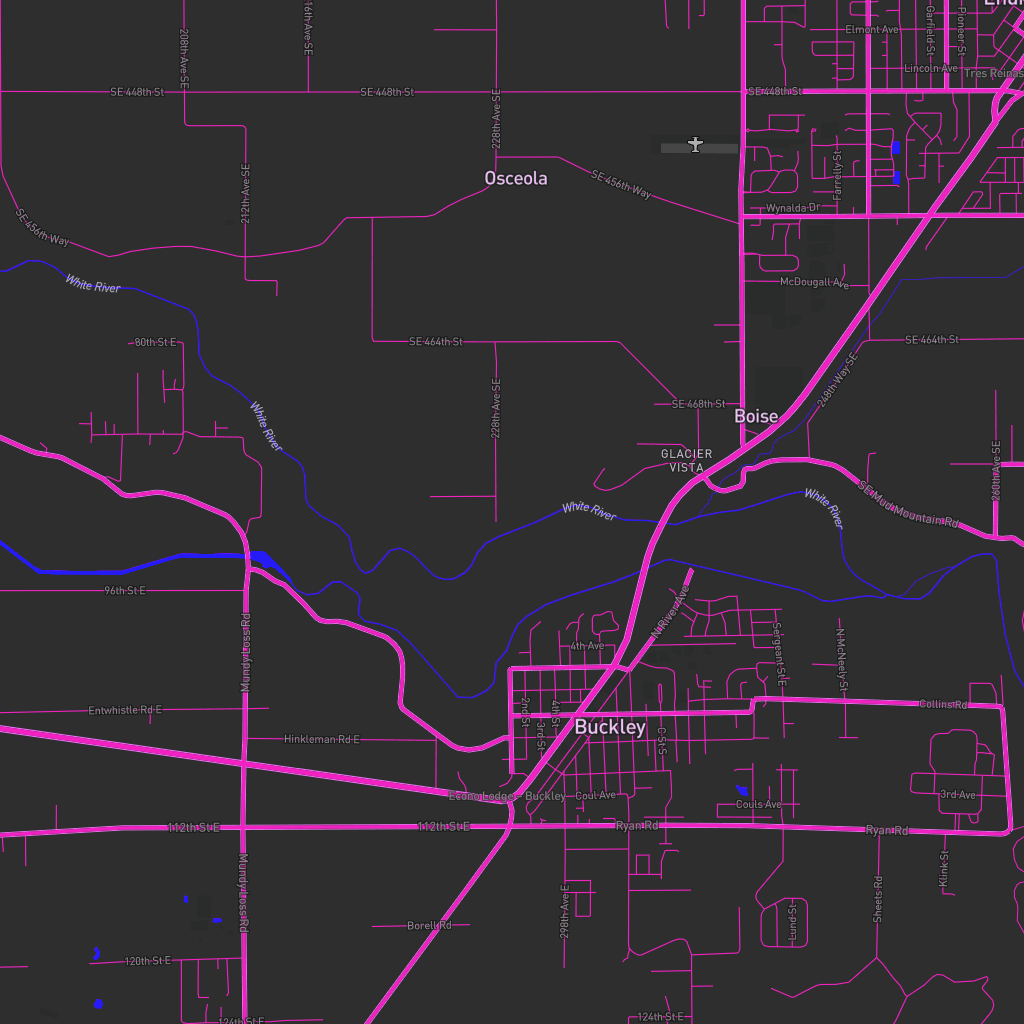 208th Ave SE
Elmont Ave
Garfield St
Pioneer St
Lincoln Ave
Tres Reinas
SE 448th St
SE 448th St
SE 448th St
228th Ave SE
212th Ave SE
Osceola
SE 456th Way
Farrelly St
Wynalda Dr
SE 456th Way
White River
McDougall Ave
80th St E
SE 464th St
SE 464th St
248th Way SE
228th Ave SE
White River
SE 468th St
Boise
GLACIER
VISTA
260th Ave SE
White River
White River
SE Mud Mountain Rd
96th St E
N River Ave
Mundy Loss Rd
4th Ave
Sergeant St E
N McNeely St
Entwhistle Rd E
2nd St
4th St
3rd St
Collins Rd
Buckley
C St S
Hinkleman Rd E
Econo Lodge - Buckley
Coul Ave
Couls Ave
3rd Ave
112th St E
112th St E
Ryan Rd
Ryan Rd
Mundy Loss Rd
Klink St
Sheets Rd
298th Ave E
Lund St
Borell Rd
120th St E
124th St E
124th St E